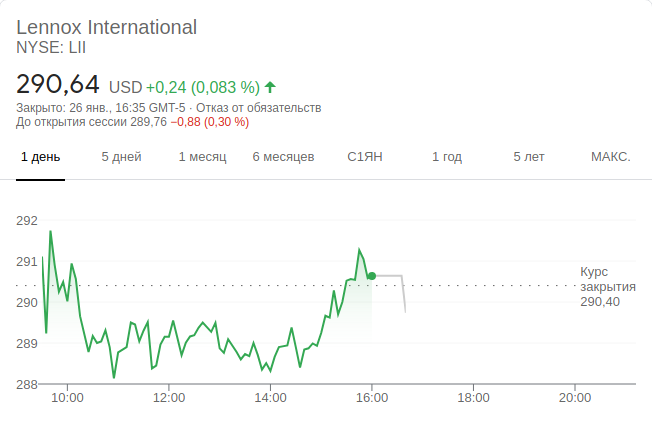 Lennox International
NYSE: LII
290,64 USD +0,24 (0,083 %)
Закрыто: 26 янв., 16:35 GMT-5 · Отказ от обязательств
До открытия сессии 289,76 −0,88 (0,30 %)
1 день 5 дней 1 месяц 6 месяцев С1ЯН 1 год 5 лет МАКС.
292
291
290
289
288
Курс
закрытия
290,40
10:00 12:00 14:00 16:00 18:00 20:00